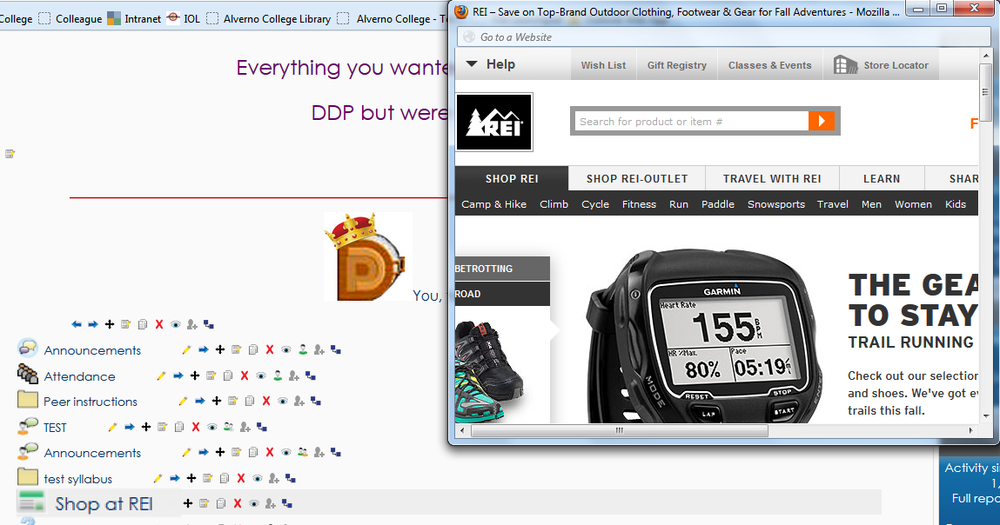 College Colleague Intranet IOL Alverno College Library Alverno College - T
Everything you wante
DDP but were
You,
Announcements
Attendance
Peer instructions
TEST
Announcements
test syllabus
Shop at REI
REI – Save on Top-Brand Outdoor Clothing, Footwear & Gear for Fall Adventures - Mozilla ...
Go to a Website
Help Wish List Gift Registry Classes & Events Store Locator
REI
Search for product or item #
F
SHOP REI SHOP REI-OUTLET TRAVEL WITH REI LEARN SHAR
Camp & Hike Climb Cycle Fitness Run Paddle Snowsports Travel Men Women Kids
BETROTTING
ROAD
GARMIN
Heart Rate
155 BPM
HR %Max. Pace
80% 05:19
RESET STOP
MODE LAP START ENTER
THE GEA
TO STAY
TRAIL RUNNING
Check out our selection
and shoes. We've got ev
trails this fall.
Activity si
1,
Full repo